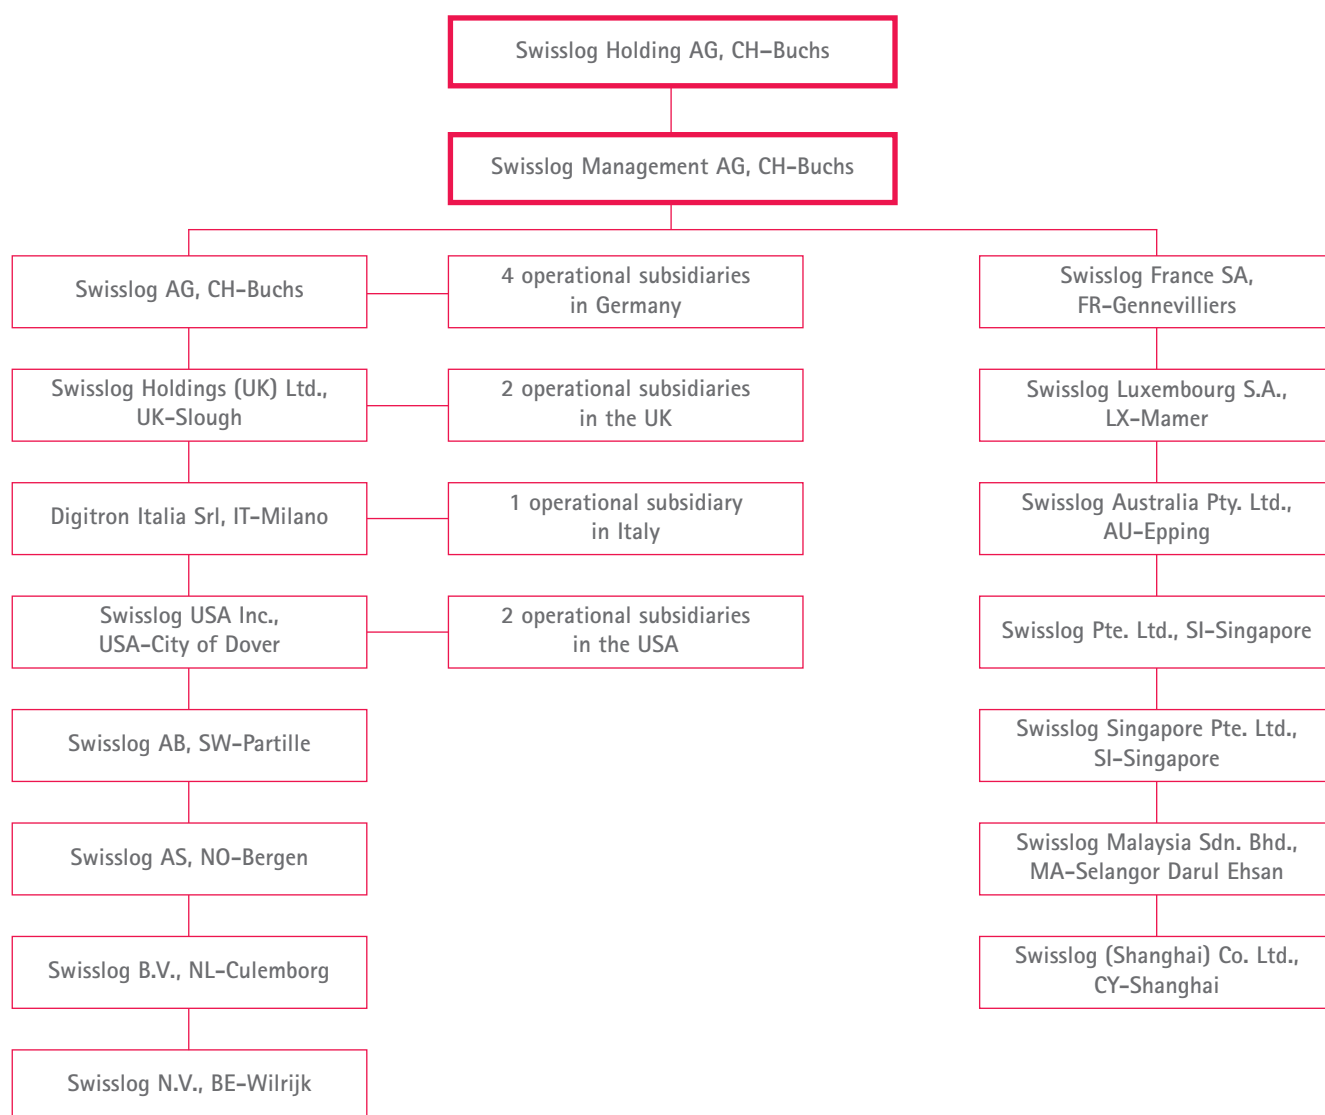 Swisslog Holding AG, CH-Buchs
Swisslog Management AG, CH-Buchs
Swisslog AG, CH-Buchs
4 operational subsidiaries
in Germany
Swisslog France SA,
FR-Gennevilliers
Swisslog Holdings (UK) Ltd.,
UK-Slough
2 operational subsidiaries
in the UK
Swisslog Luxembourg S.A.,
LX-Mamer
Digitron Italia Srl, IT-Milano
1 operational subsidiary
in Italy
Swisslog Australia Pty. Ltd.,
AU-Epping
Swisslog USA Inc.,
USA-City of Dover
2 operational subsidiaries
in the USA
Swisslog Pte. Ltd., SI-Singapore
Swisslog AB, SW-Partille
Swisslog Singapore Pte. Ltd.,
SI-Singapore
Swisslog AS, NO-Bergen
Swisslog Malaysia Sdn. Bhd.,
MA-Selangor Darul Ehsan
Swisslog B.V., NL-Culemborg
Swisslog (Shanghai) Co. Ltd.,
CY-Shanghai
Swisslog N.V., BE-Wilrijk